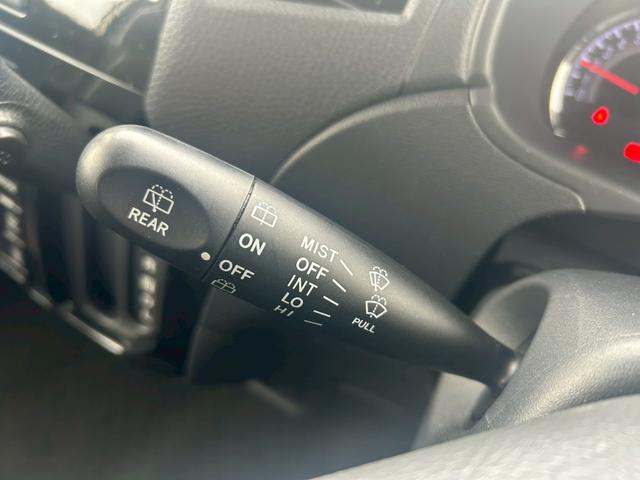 REAR
ON
OFF
MIST
OFF
INT
LO
HI
PULL